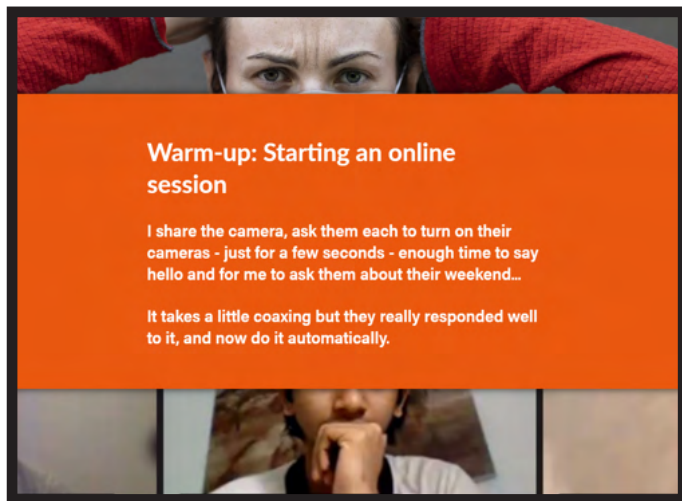 Warm-up: Starting an online
session
I share the camera, ask them each to turn on their
cameras - just for a few seconds - enough time to say
hello and for me to ask them about their weekend...
It takes a little coaxing but they really responded well
to it, and now do it automatically.